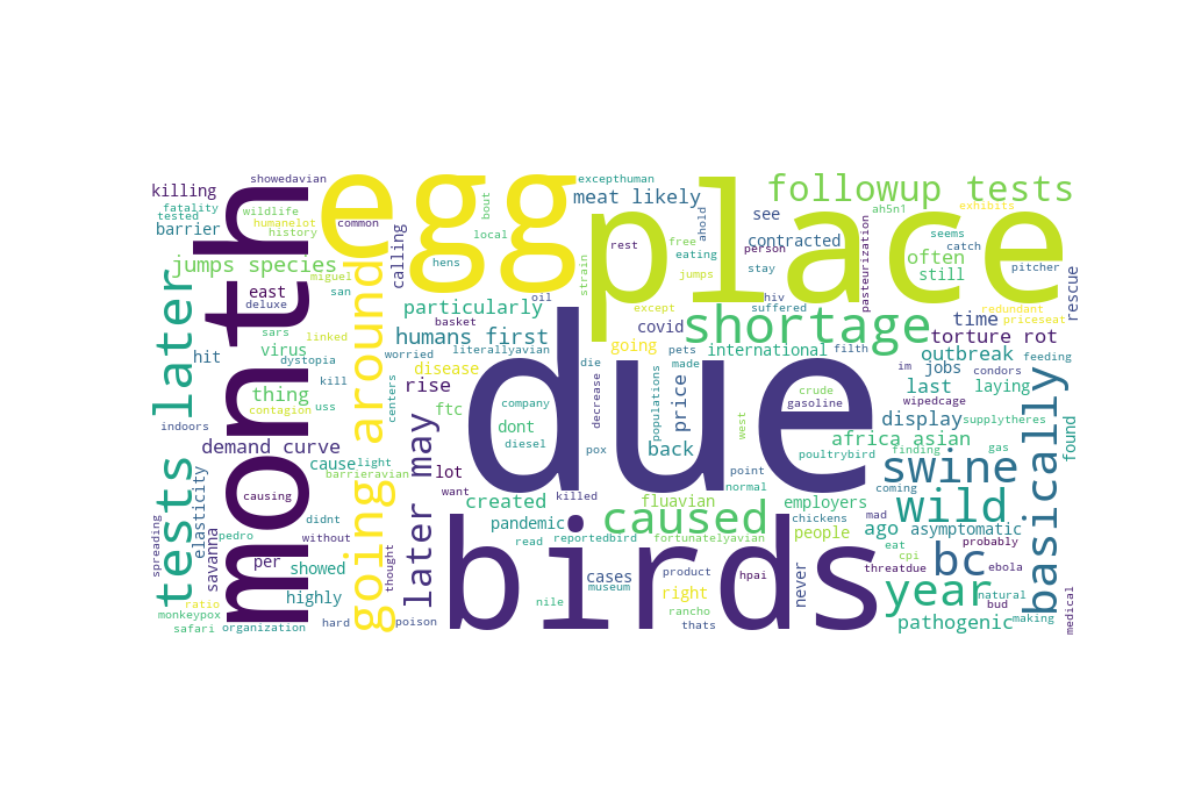 month
egg
place
due
birds
tests later
going around
later may
followup tests
shortage
swine
wild
bc
basically
year
caused
showedavian
killing
fatality
tested
barrier
wildlife
humanelot
history
common
jumps species
miguel
san
east
deluxe
sars
linked
hit
virus
dystopia
thing
kill
contagion
uss
indoors
demand curve
elasticity
cause
light
barrieravian
causing
spreading
didnt
without
pedro
savanna
per
showed
thought
highly
ratio
monkeypox
safari
organization
hard
poison
calling
bout
local
hens
excepthuman
meat likely
rest
ahold
free
eating
strain
jumps
see
contracted
person
stay
hiv
suffered
pasteurization
ah5n1
exhibits
seems
catch
often
still
pitcher
rescue
particularly
oil
basket
humans first
worried
literallyavian
disease
rise
centers
ftc
dont
company
diesel
lot
want
created
killed
pandemic
read
reportedbird
except
covid
going
die
pets
made
international
filth
decrease
populations
price
back
pox
west
crude
gasoline
point
normal
fluavian
fortunatelyavian
employers
chickens
people
poultrybird
display
africa asian
finding
supplytheres
gas
found
time
redundant
priceseat
torture rot
outbreak
feeding
im
jobs
condors
last
laying
wipedcage
coming
mad
ago
asymptomatic
probably
eat
cpi
threatdue
ebola
natural
bud
making
medical
pathogenic
cases
museum
nile
product
hpai
right
rancho
thats
never